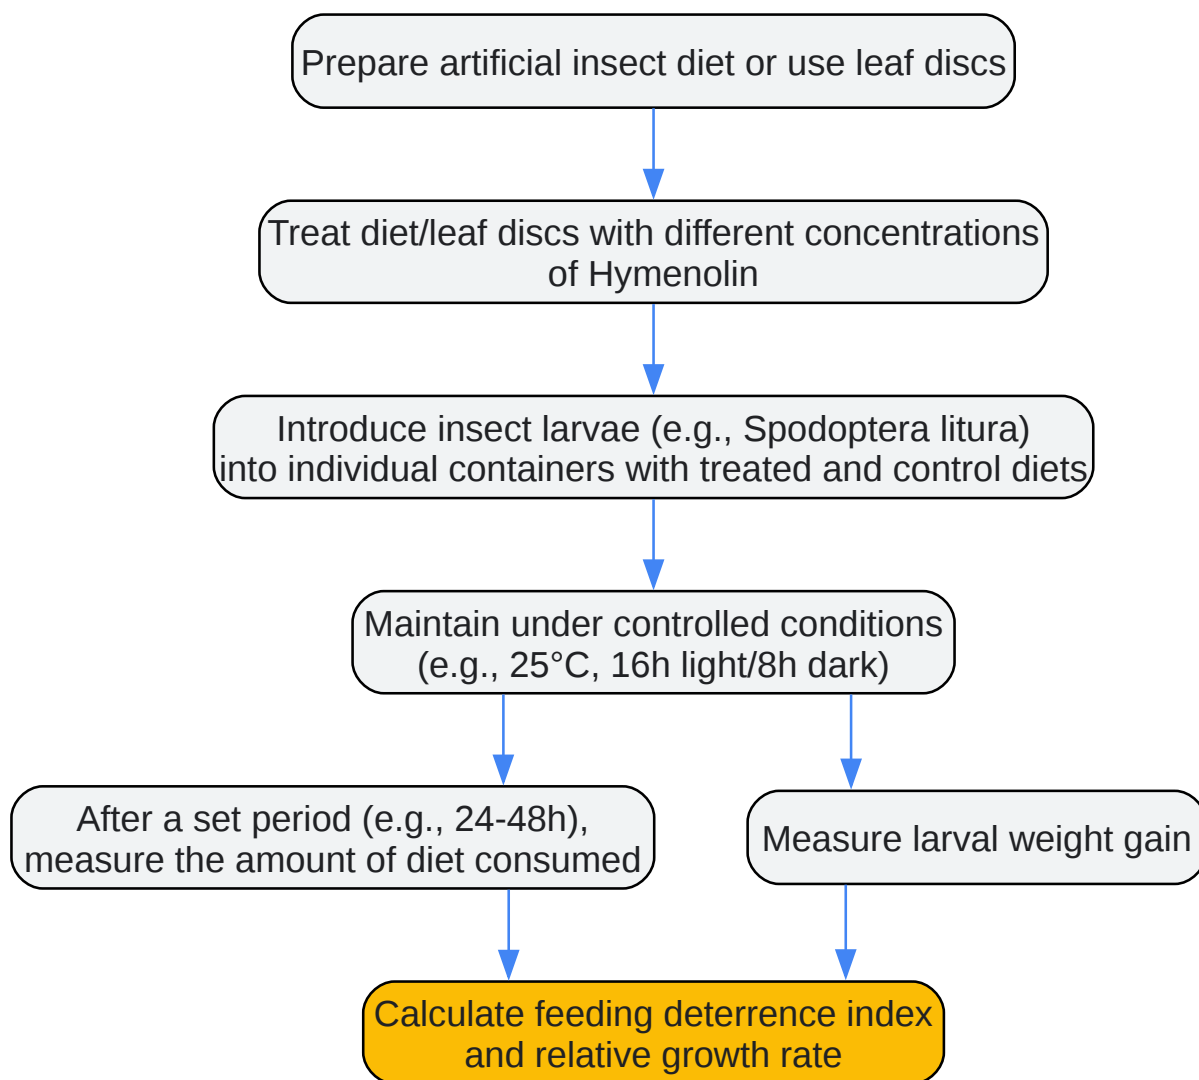 Prepare artificial insect diet or use leaf discs
Treat diet/leaf discs with different concentrations
of Hymenolin
Introduce insect larvae (e.g., Spodoptera litura)
into individual containers with treated and control diets
Maintain under controlled conditions
(e.g., 25°C, 16h light/8h dark)
After a set period (e.g., 24-48h),
measure the amount of diet consumed
Measure larval weight gain
Calculate feeding deterrence index
and relative growth rate